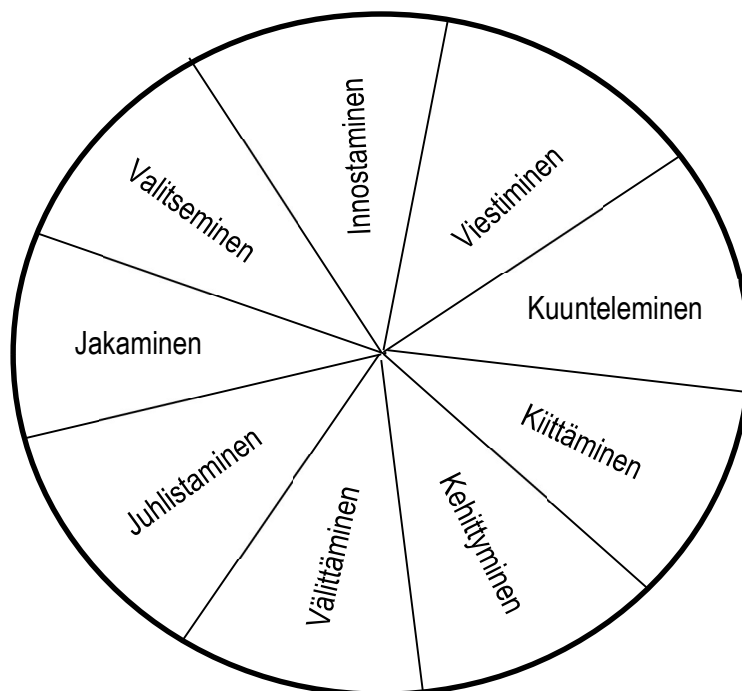 Innostaminen
Viestiminen
Kuunteleminen
Kiittäminen
Kehittyminen
Välittäminen
Juhlistaminen
Jakaminen
Valitseminen